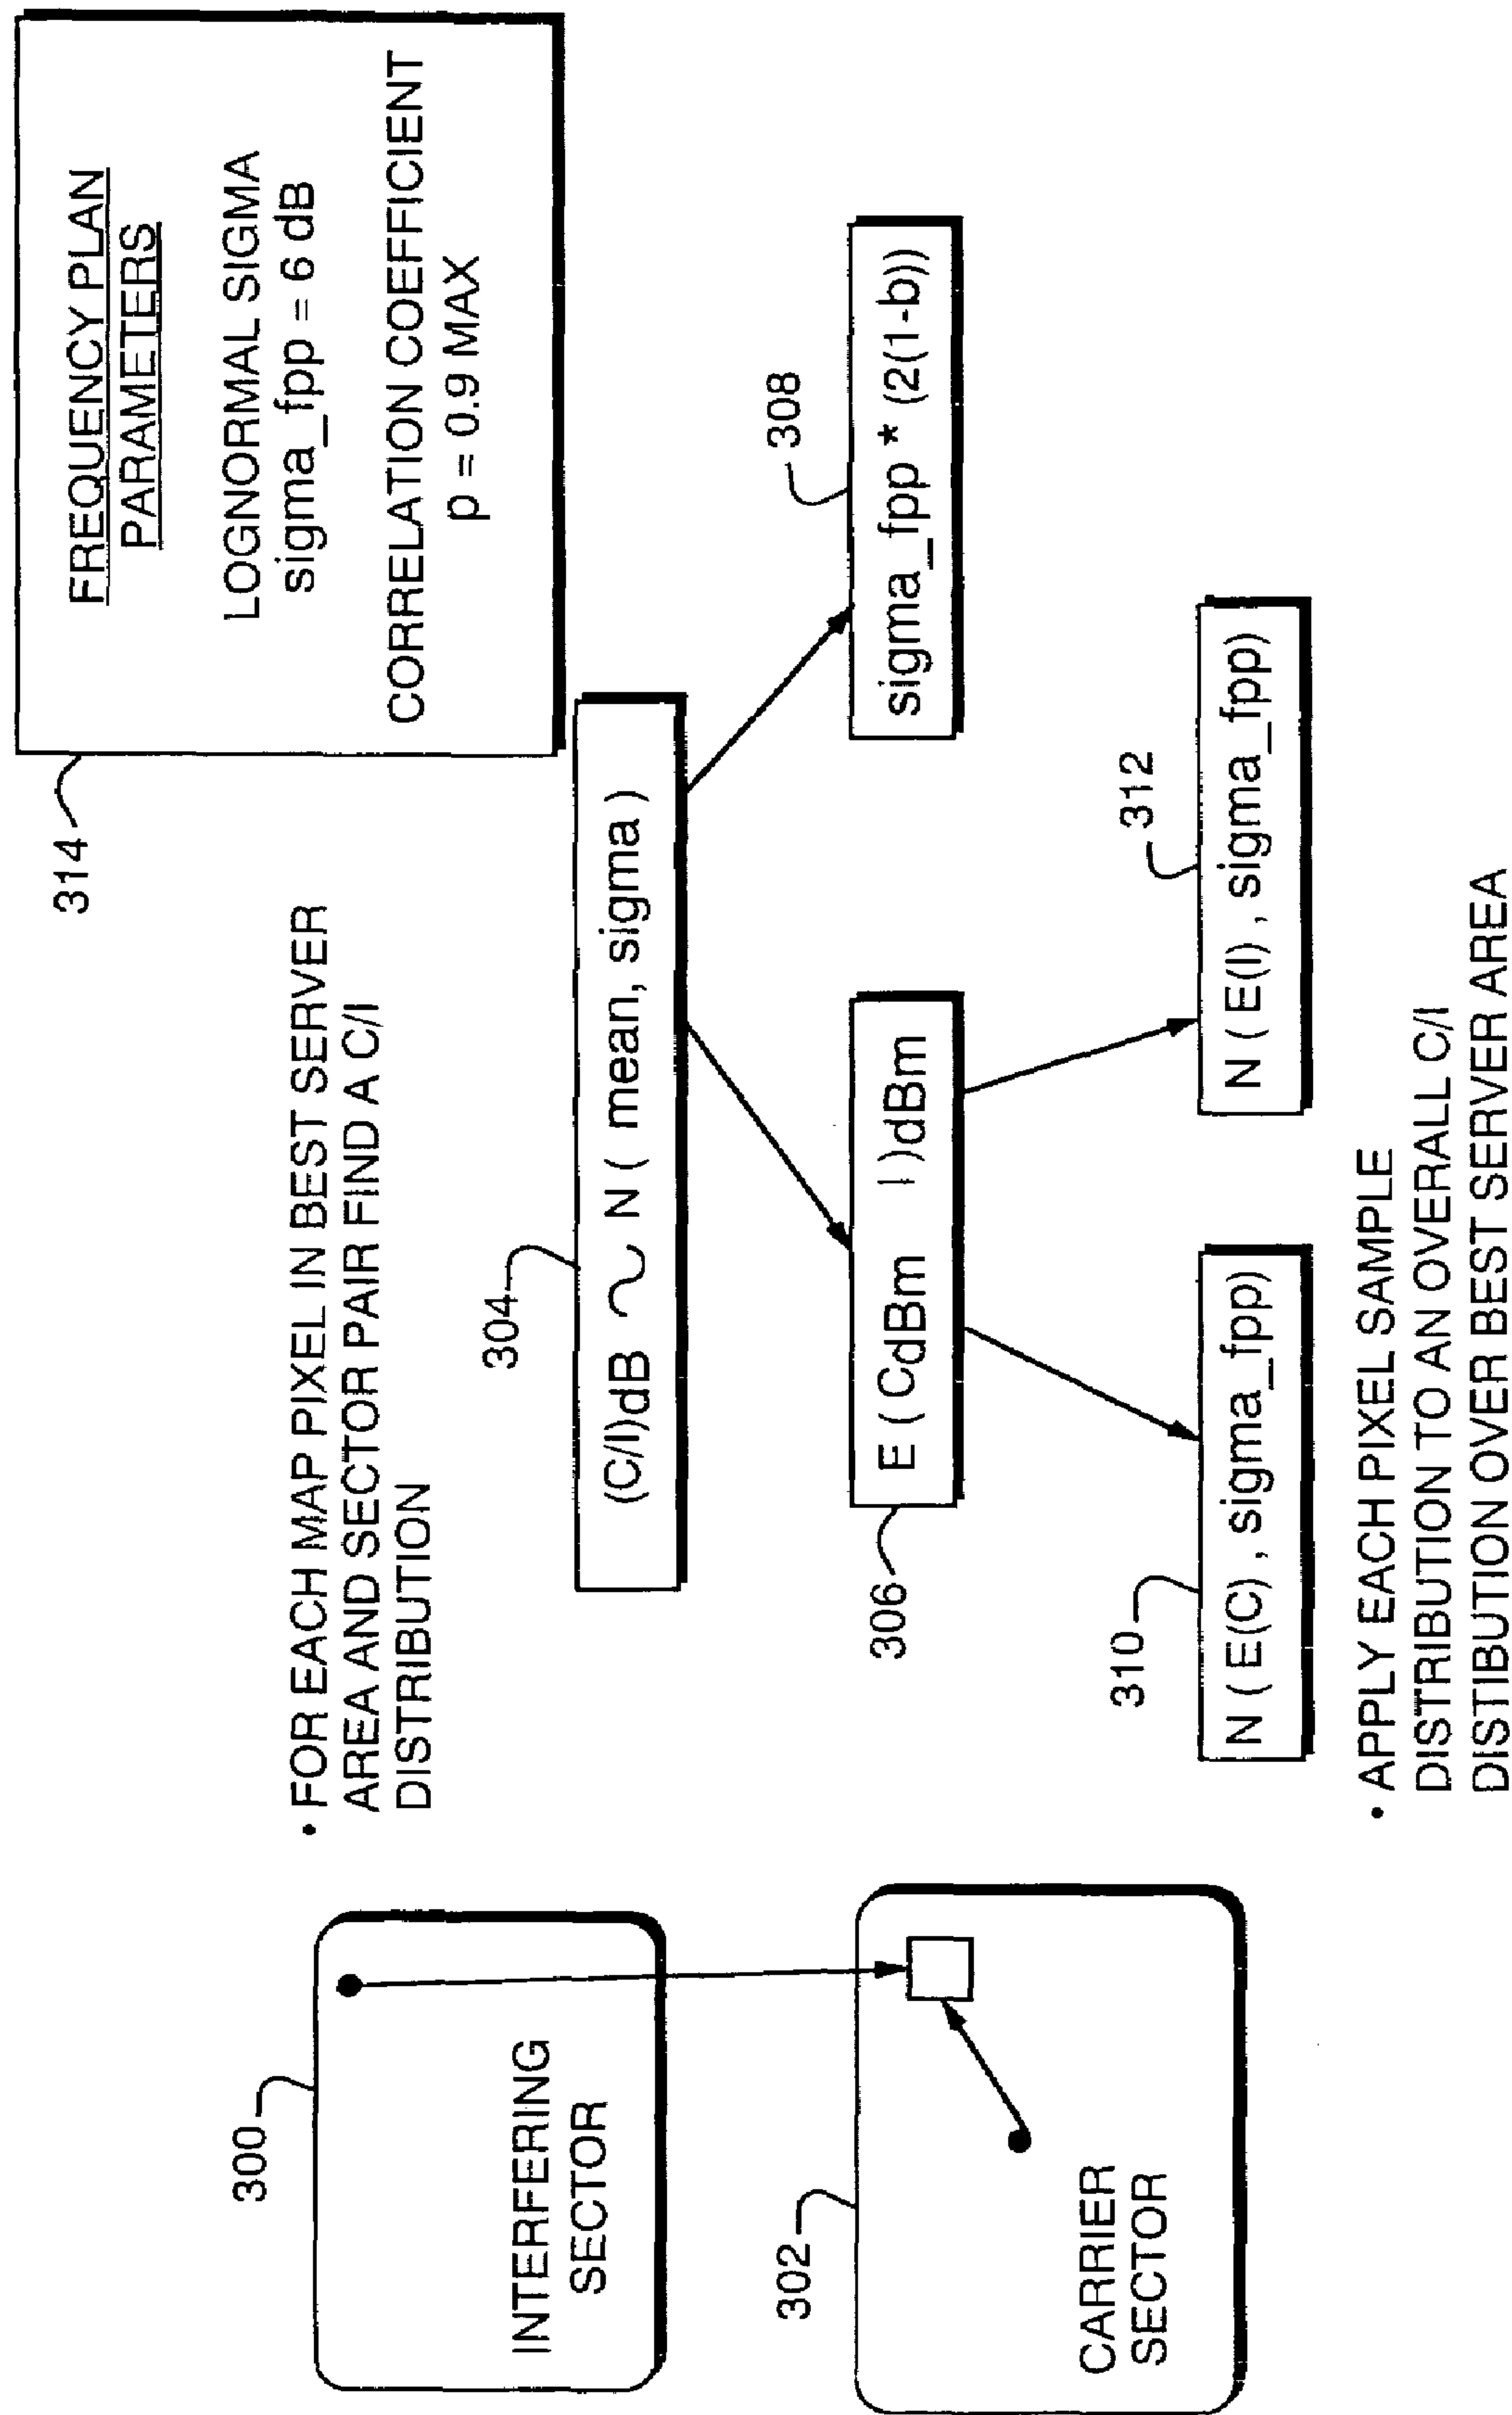 300
INTERFERING
SECTOR
302
CARRIER
SECTOR
• FOR EACH MAP PIXEL IN BEST SERVER
AREA AND SECTOR PAIR FIND A C/I
DISTRIBUTION
314
FREQUENCY PLAN
PARAMETERS
LOGNORMAL SIGMA
sigma_fpp = 6 dB
CORRELATION COEFFICIENT
p = 0.9 MAX
304
(C/I)dB ~ N ( mean, sigma )
306
E ( CdBm I )dBm
308
sigma_fpp * (2(1-b))
310
N ( E(C) , sigma_fpp)
312
N ( E(I) , sigma_fpp)
• APPLY EACH PIXEL SAMPLE
DISTRIBUTION TO AN OVERALL C/I
DISTIBUTION OVER BEST SERVER AREA